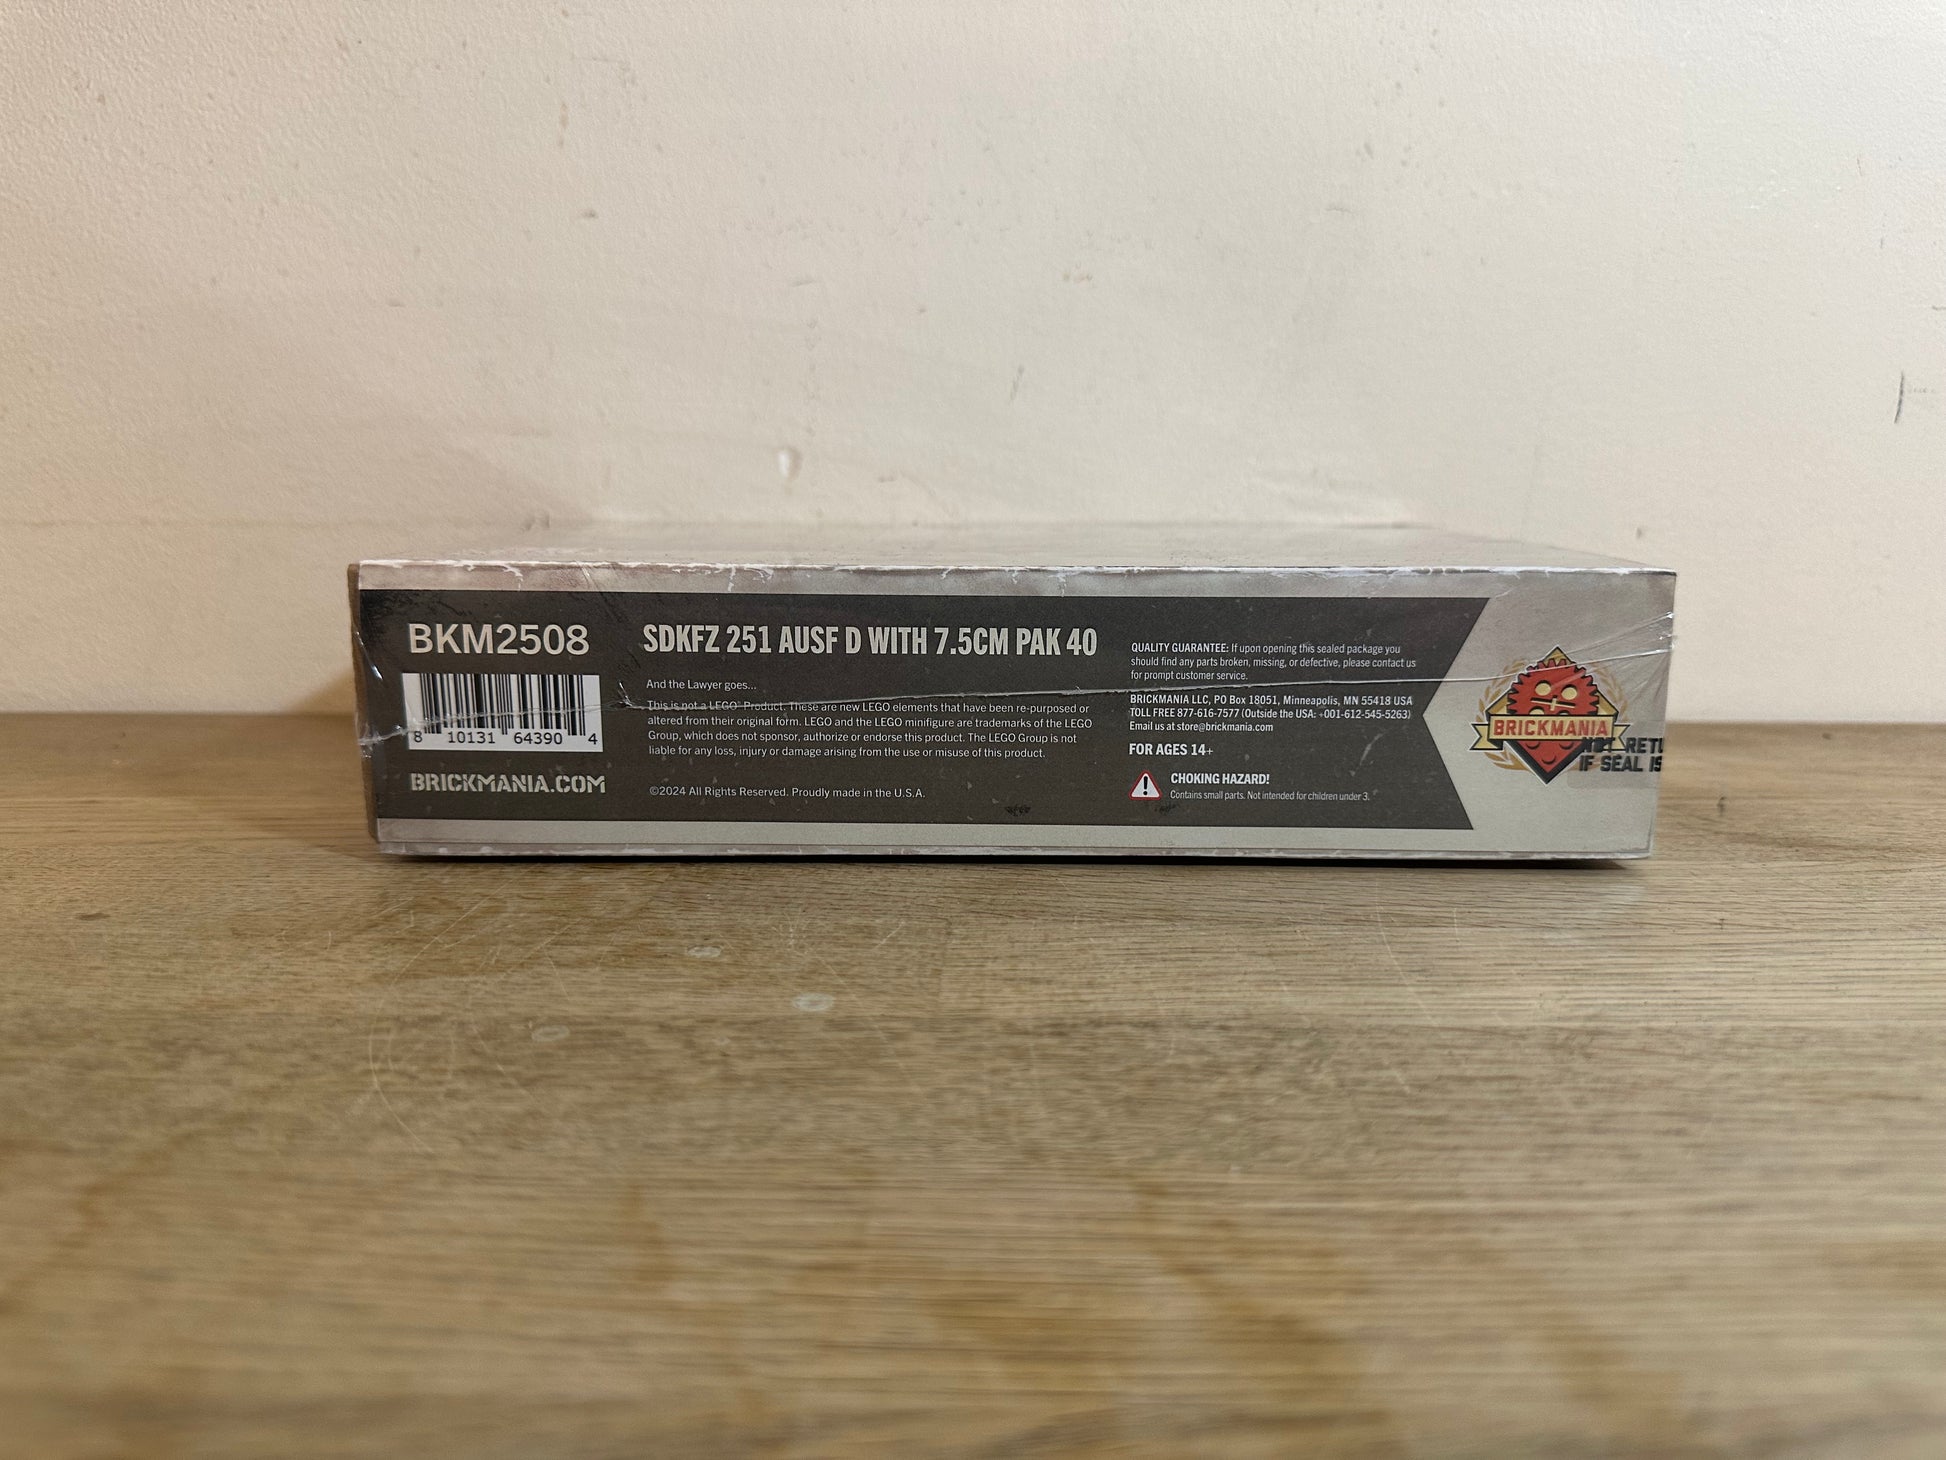 BKM2508
8 10131 64390 4
BRICKMANIA.COM
SDKFZ 251 AUSF D WITH 7.5CM PAK 40
And the Lawyer goes...
This is not a LEGO® Product. These are new LEGO elements that have been re-purposed or
altered from their original form. LEGO and the LEGO minifigure are trademarks of the LEGO
Group, which does not sponsor, authorize or endorse this product. The LEGO Group is not
liable for any loss, injury or damage arising from the use or misuse of this product.
©2024 All Rights Reserved. Proudly made in the U.S.A.
QUALITY GUARANTEE: If upon opening this sealed package you
should find any parts broken, missing, or defective, please contact us
for prompt customer service.
BRICKMANIA LLC, PO Box 18051, Minneapolis, MN 55418 USA
TOLL FREE 877-616-7577 (Outside the USA: +001-612-545-5263)
Email us at store@brickmania.com
FOR AGES 14+
CHOKING HAZARD!
Contains small parts. Not intended for children under 3.
BRICKMANIA
NOT RETU
IF SEAL IS